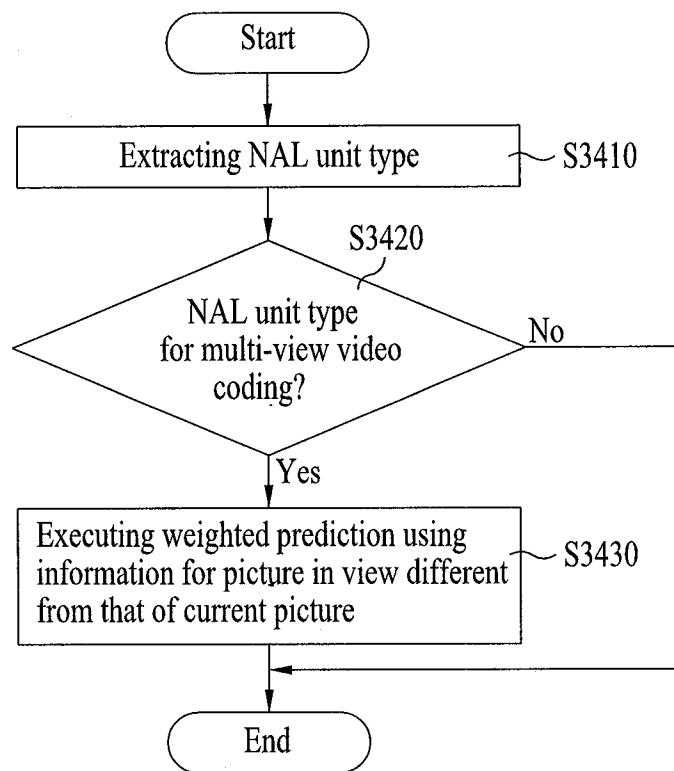 Start
Extracting NAL unit type
S3410
S3420
NAL unit type
for multi-view video
coding?
No
Yes
Executing weighted prediction using
information for picture in view different
from that of current picture
S3430
End